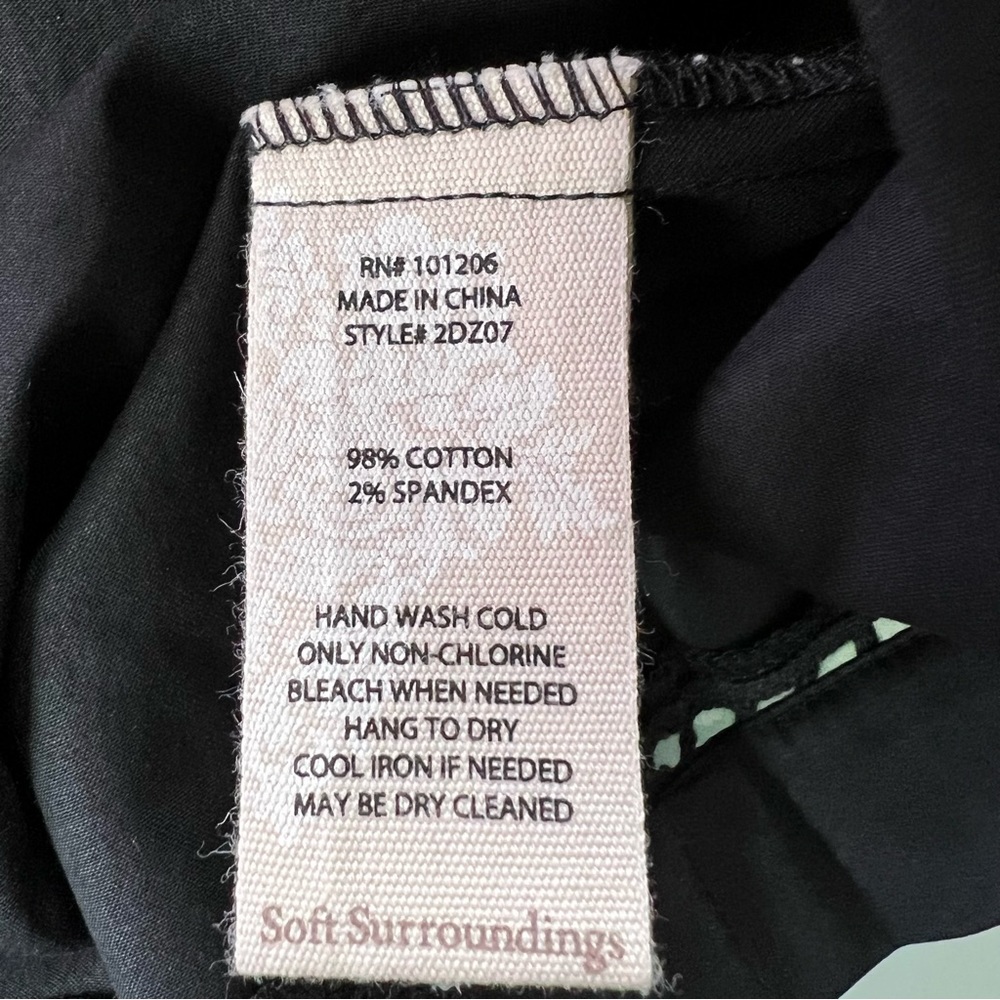 RN# 101206
MADE IN CHINA
STYLE# 2DZ07
98% COTTON
2% SPANDEX
HAND WASH COLD
ONLY NON-CHLORINE
BLEACH WHEN NEEDED
HANG TO DRY
COOL IRON IF NEEDED
MAY BE DRY CLEANED
Soft Surroundings